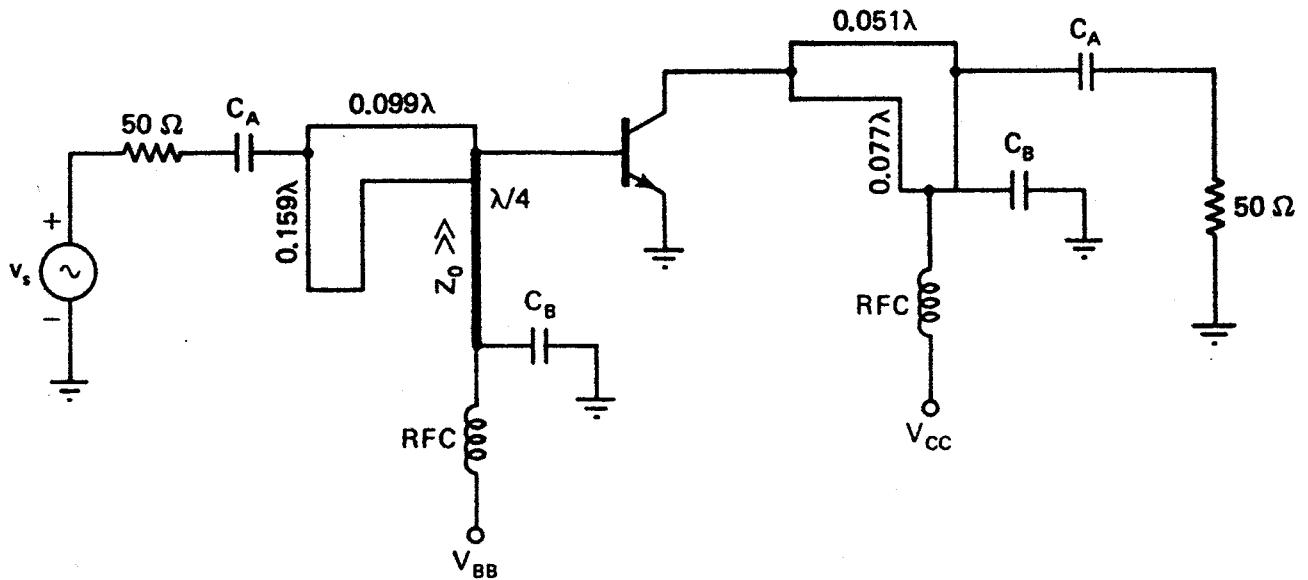 0.051λ
C_A
0.099λ
C_A
50 Ω
0.077λ
C_B
λ/4
0.159λ
50 Ω
+
v_s
−
Z_0 >>
C_B
RFC
RFC
V_CC
V_BB